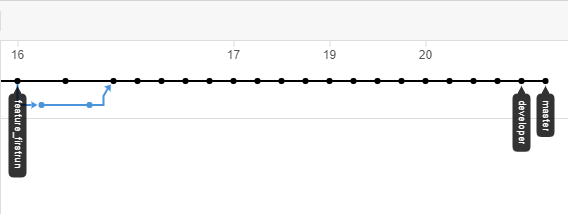 16 17 19 20
feature_firstrun
developer
master